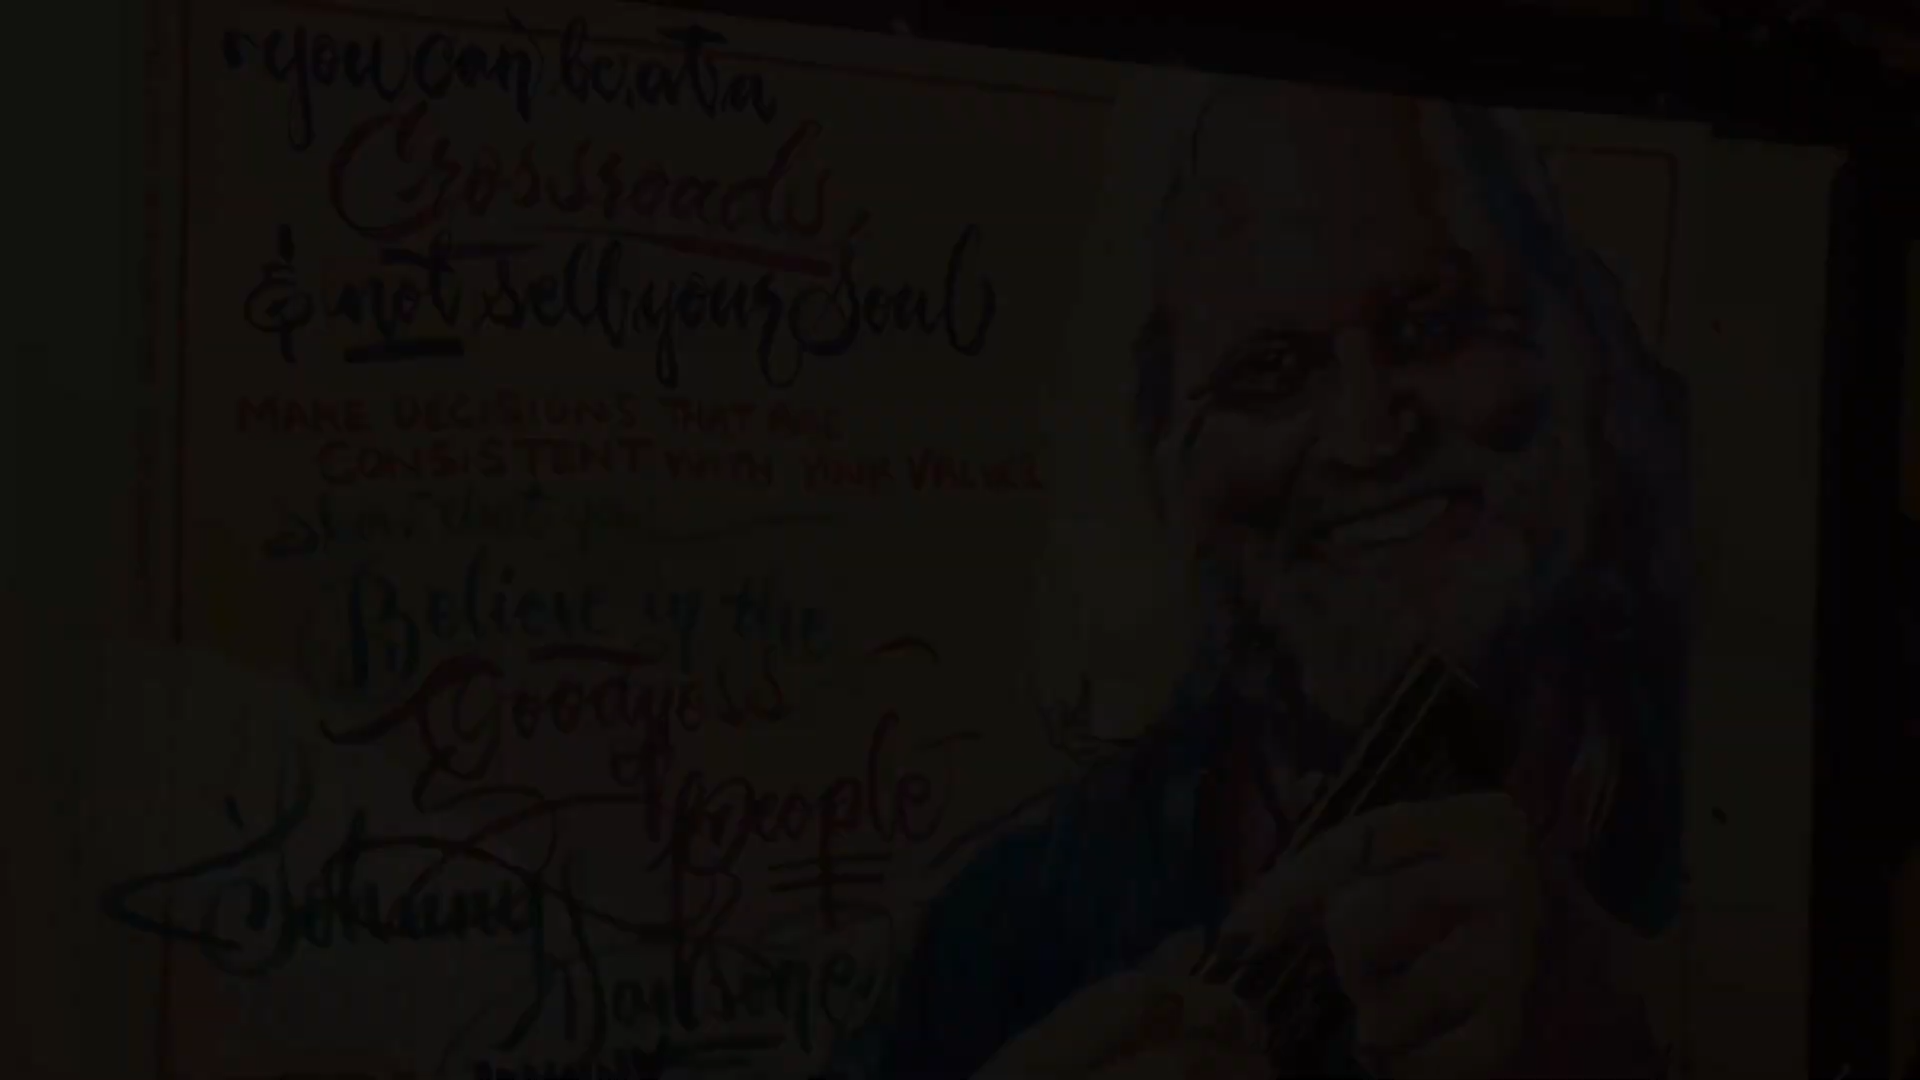 you can be at a
Crossroads,
& not sell your Soul
MAKE DECISIONS THAT ARE
CONSISTENT WITH YOUR VALUES
Believe in the
Goodness
of
People